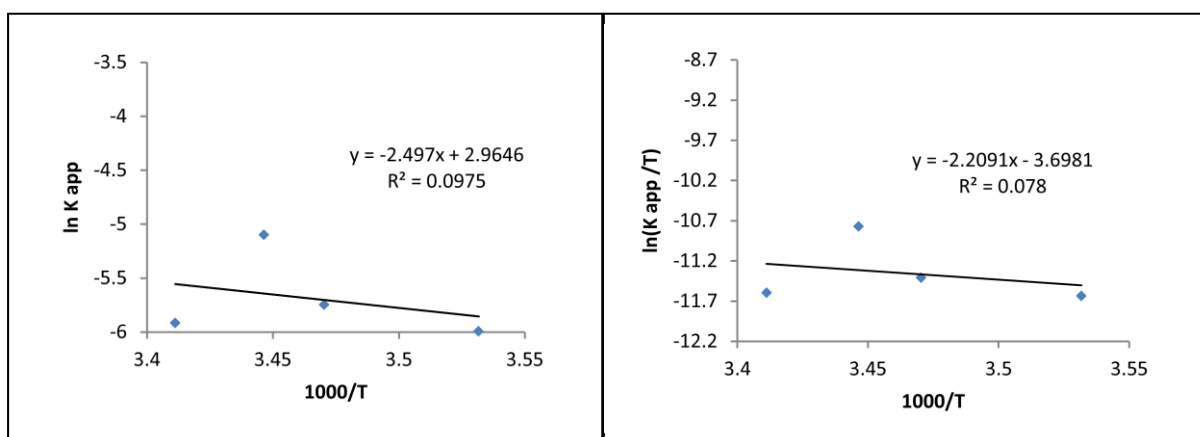 -3.5
-4
-4.5
-5
-5.5
-6
ln K app
y = -2.497x + 2.9646
R² = 0.0975
3.4
3.45
3.5
3.55
1000/T
-8.7
-9.2
-9.7
-10.2
-10.7
-11.2
-11.7
-12.2
ln(K app /T)
y = -2.2091x - 3.6981
R² = 0.078
3.4
3.45
3.5
3.55
1000/T